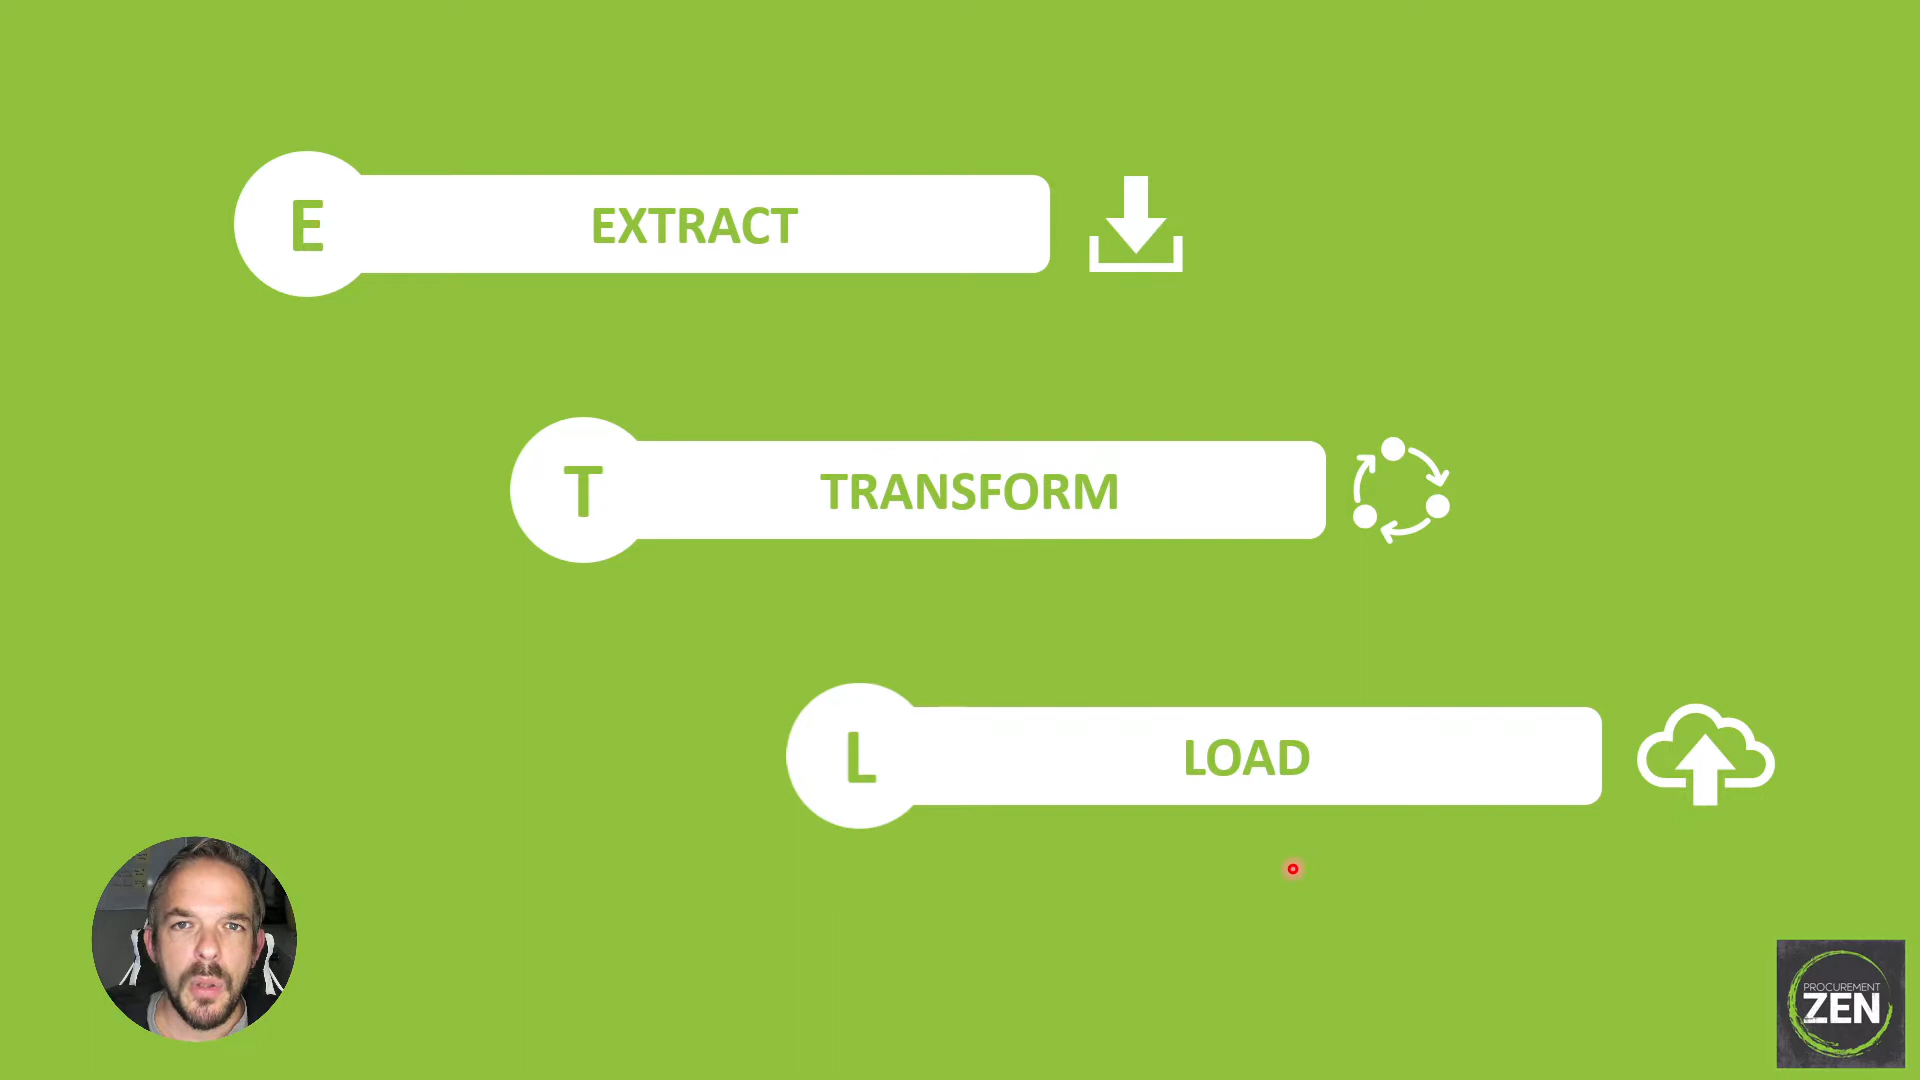 E
EXTRACT
T
TRANSFORM
L
LOAD
PROCUREMENT
ZEN